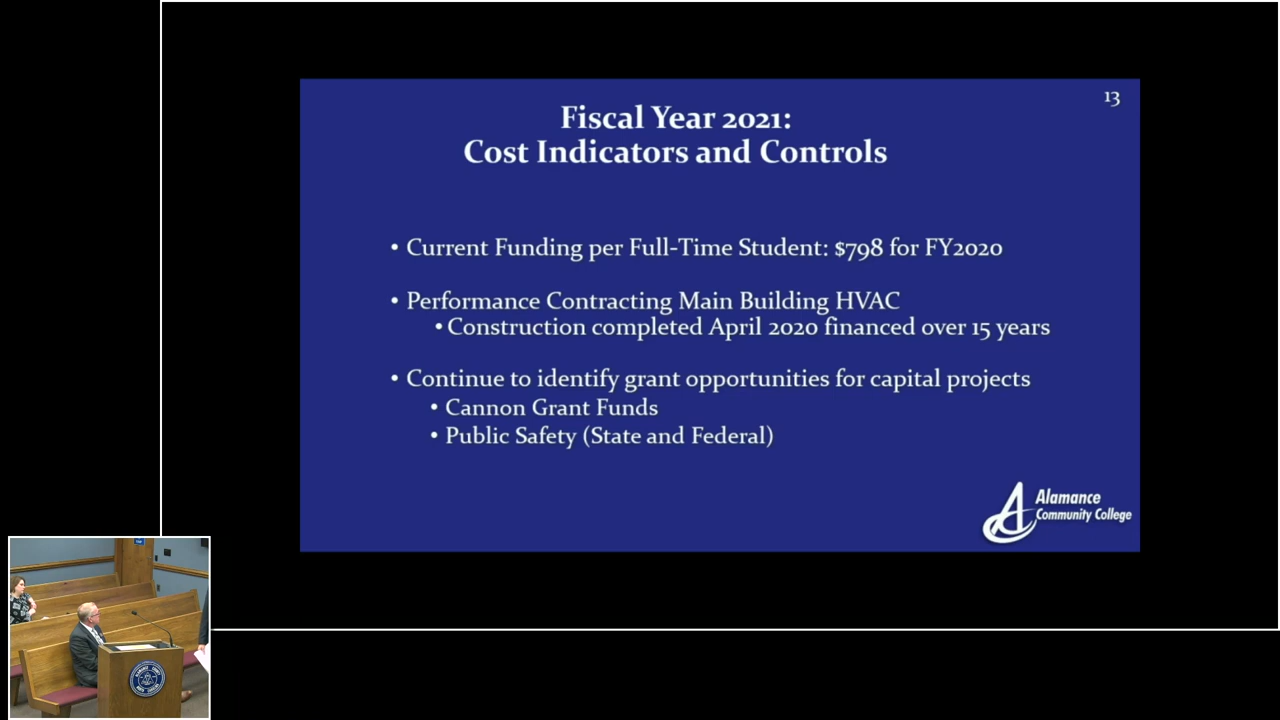 13
Fiscal Year 2021:
Cost Indicators and Controls
• Current Funding per Full-Time Student: $798 for FY2020
• Performance Contracting Main Building HVAC
• Construction completed April 2020 financed over 15 years
• Continue to identify grant opportunities for capital projects
• Cannon Grant Funds
• Public Safety (State and Federal)
Alamance
Community College